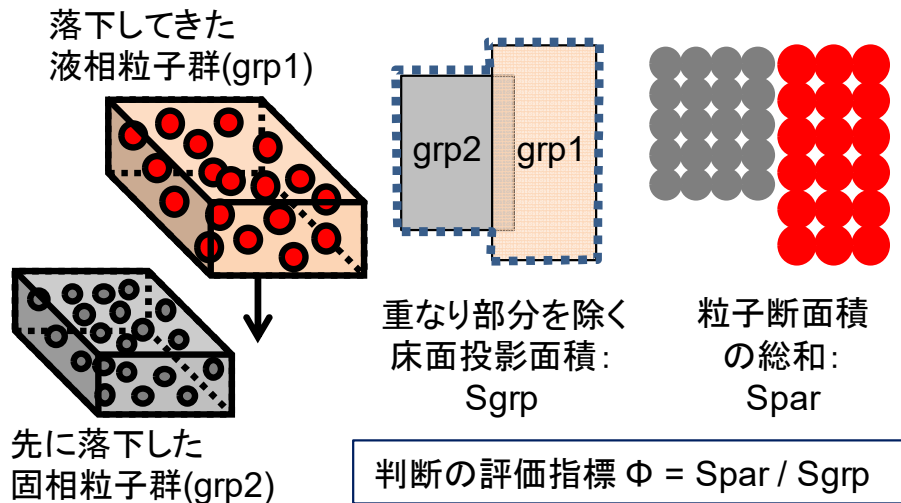 落下してきた
液相粒子群(grp1)
grp2
grp1
重なり部分を除く
床面投影面積:
Sgrp
粒子断面積
の総和:
Spar
先に落下した
固相粒子群(grp2)
判断の評価指標 Φ = Spar / Sgrp